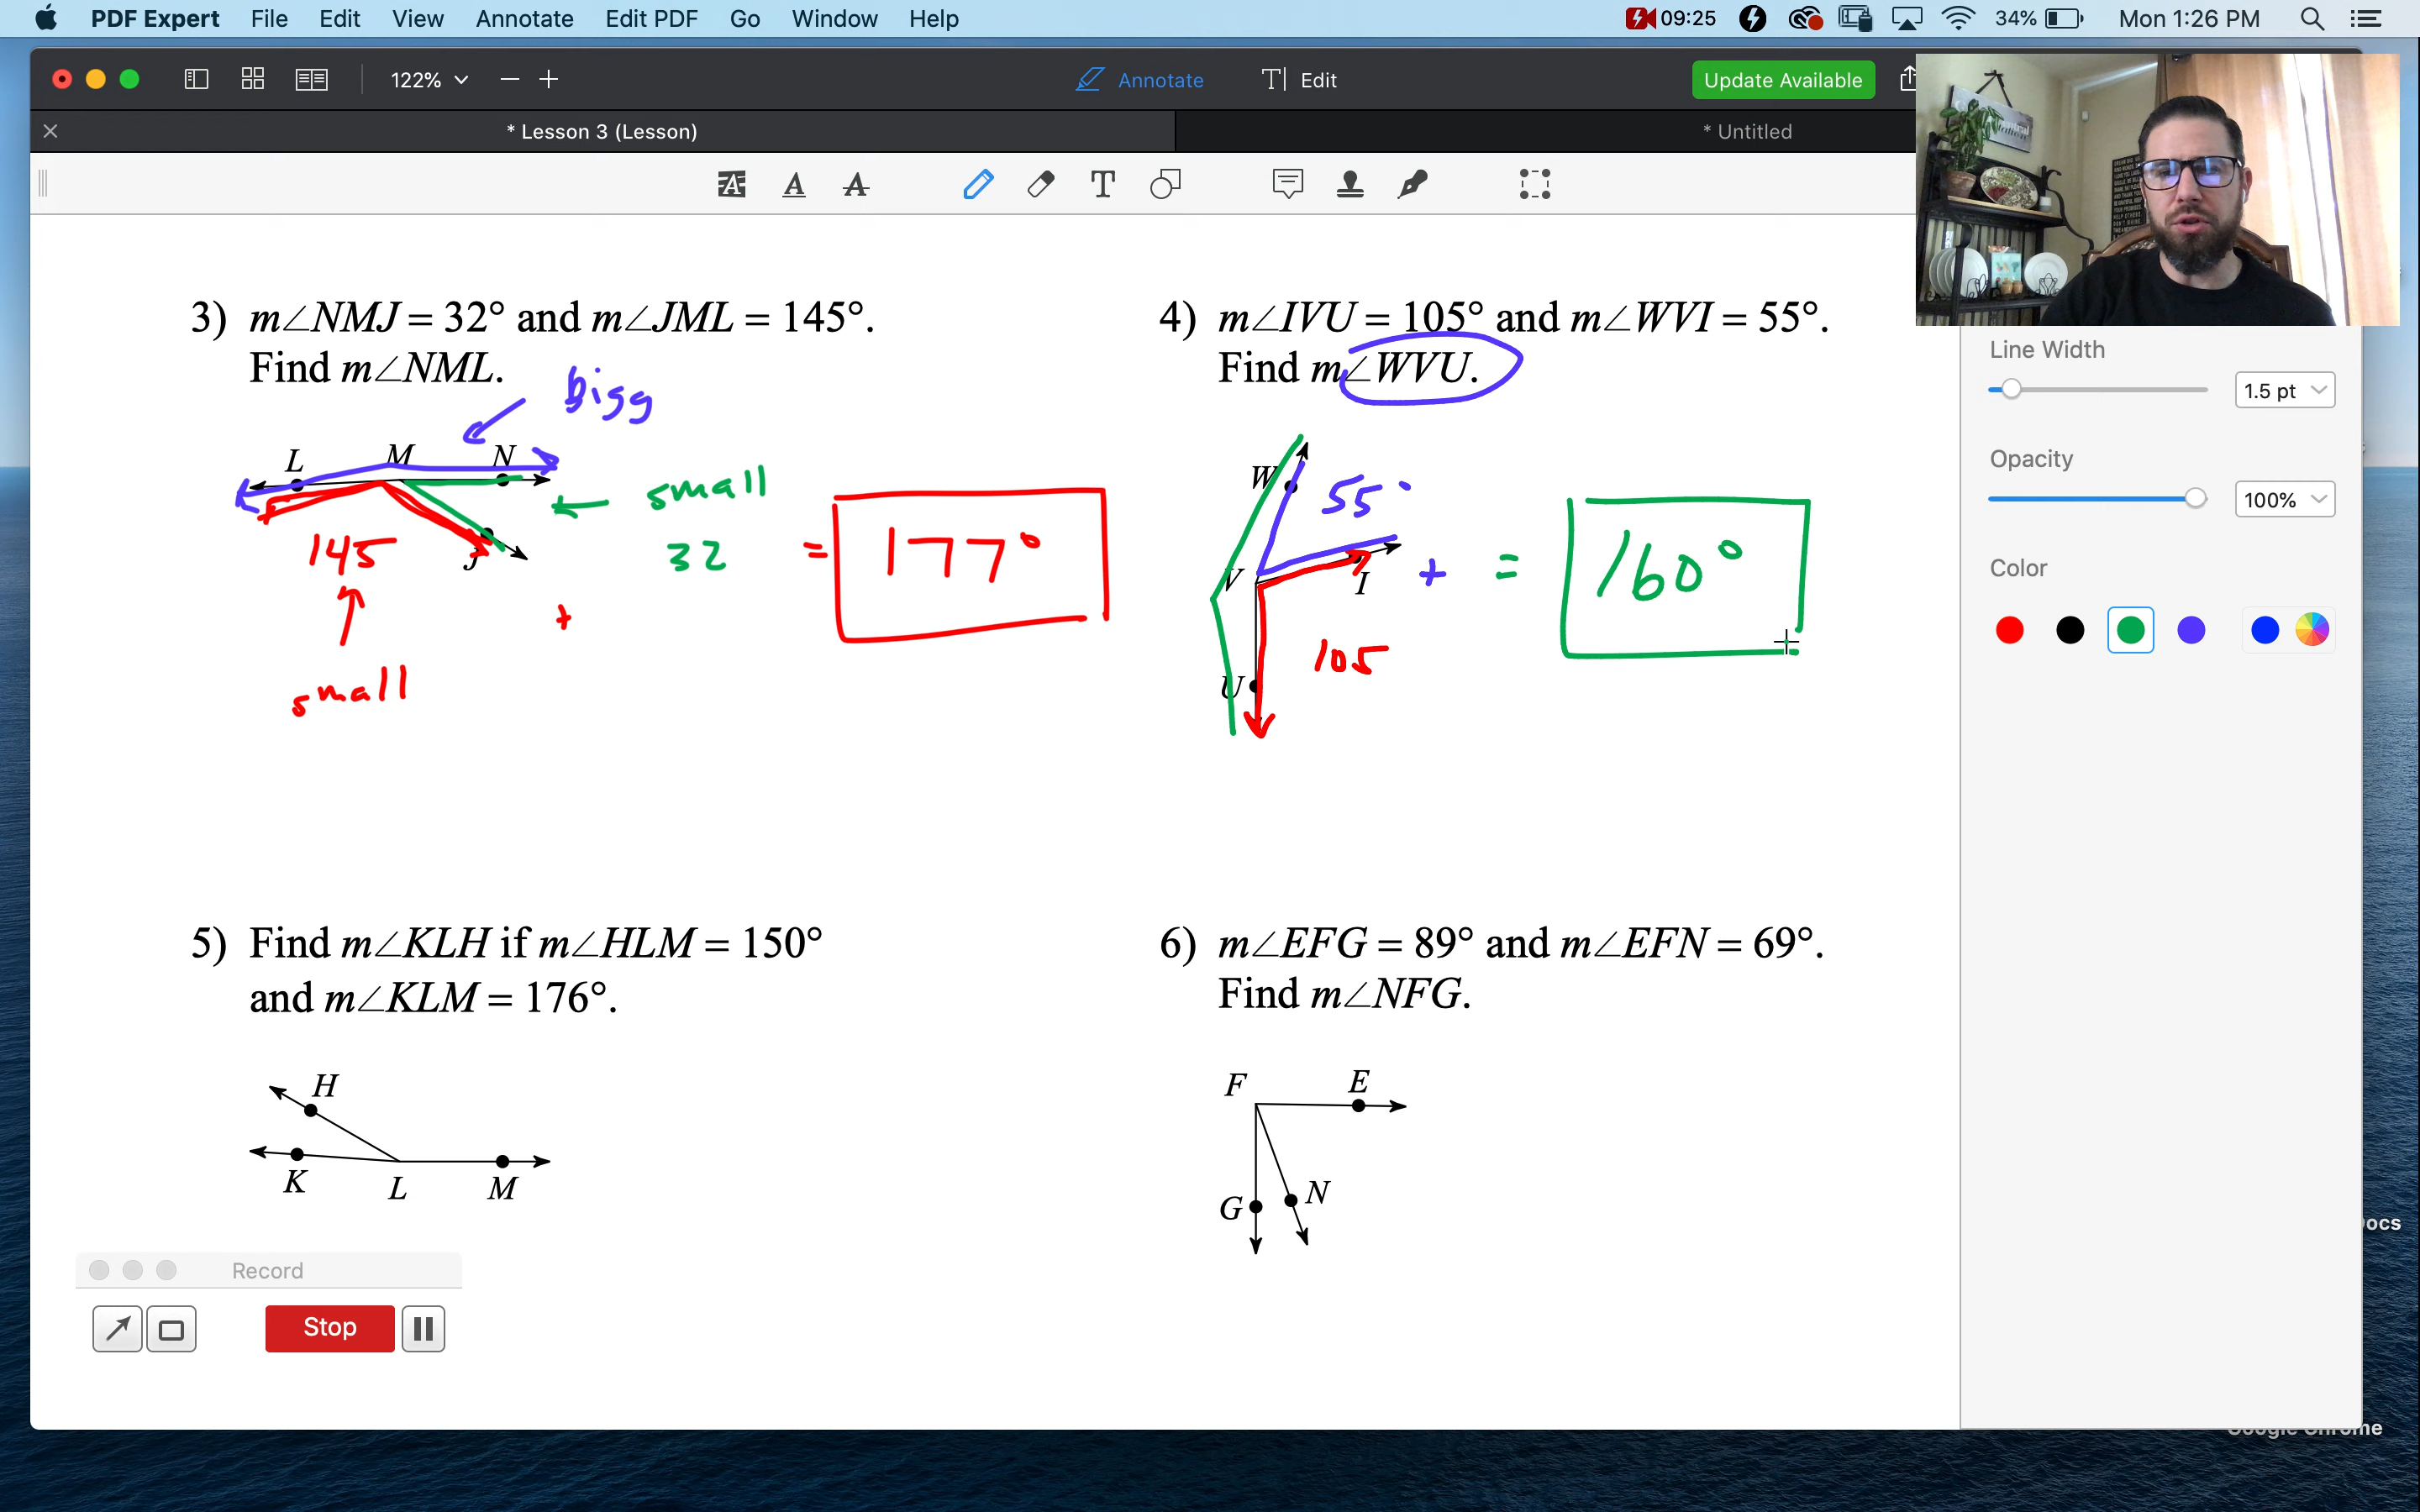 PDF Expert File Edit View Annotate Edit PDF Go Window Help 09:25 34% Mon 1:26 PM
122% Annotate Edit Update Available
* Lesson 3 (Lesson) * Untitled
3) m∠NMJ = 32° and m∠JML = 145°.
Find m∠NML.
bigg
L M N
J
small
32
145
+
small
= 177°
4) m∠IVU = 105° and m∠WVI = 55°.
Find m∠WVU.
W
55°
V I + = 160°
105
U
5) Find m∠KLH if m∠HLM = 150°
and m∠KLM = 176°.
H
K L M
6) m∠EFG = 89° and m∠EFN = 69°.
Find m∠NFG.
F E
G N
Line Width
1.5 pt
Opacity
100%
Color
Record
Stop
ocs